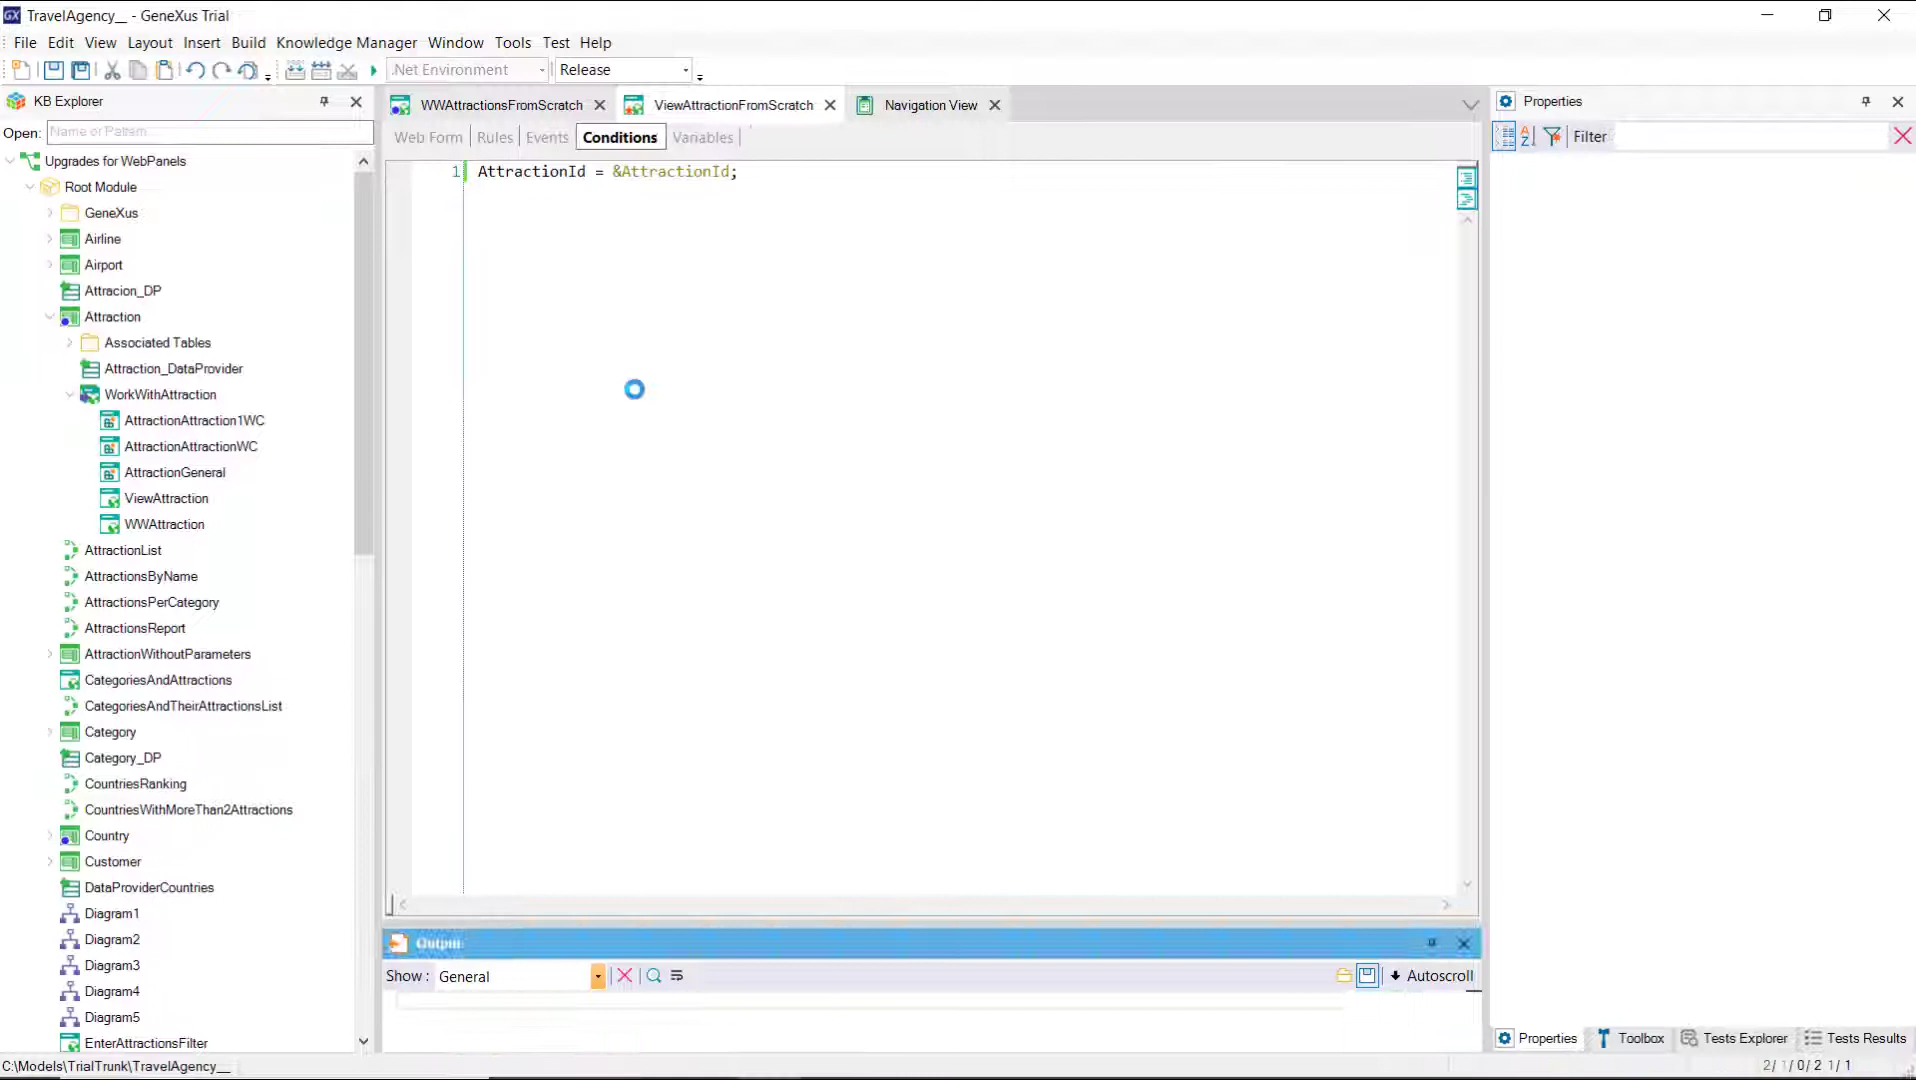 TravelAgency__ - GeneXus Trial
File Edit View Layout Insert Build Knowledge Manager Window Tools Test Help
.Net Environment Release
KB Explorer
WWAttractionsFromScratch ViewAttractionFromScratch Navigation View
Properties
Open: Name or Pattern
Web Form Rules Events Conditions Variables
Filter
Upgrades for WebPanels
1 AttractionId = &AttractionId;
Root Module
GeneXus
Airline
Airport
Attracion_DP
Attraction
Associated Tables
Attraction_DataProvider
WorkWithAttraction
AttractionAttraction1WC
AttractionAttractionWC
AttractionGeneral
ViewAttraction
WWAttraction
AttractionList
AttractionsByName
AttractionsPerCategory
AttractionsReport
AttractionWithoutParameters
CategoriesAndAttractions
CategoriesAndTheirAttractionsList
Category
Category_DP
CountriesRanking
CountriesWithMoreThan2Attractions
Country
Customer
DataProviderCountries
Diagram1
Diagram2
Diagram3
Diagram4
Diagram5
EnterAttractionsFilter
Output
Show: General
Autoscroll
Properties Toolbox Tests Explorer Tests Results
C:\Models\TrialTrunk\TravelAgency__
2/ 1/0/2 1/1